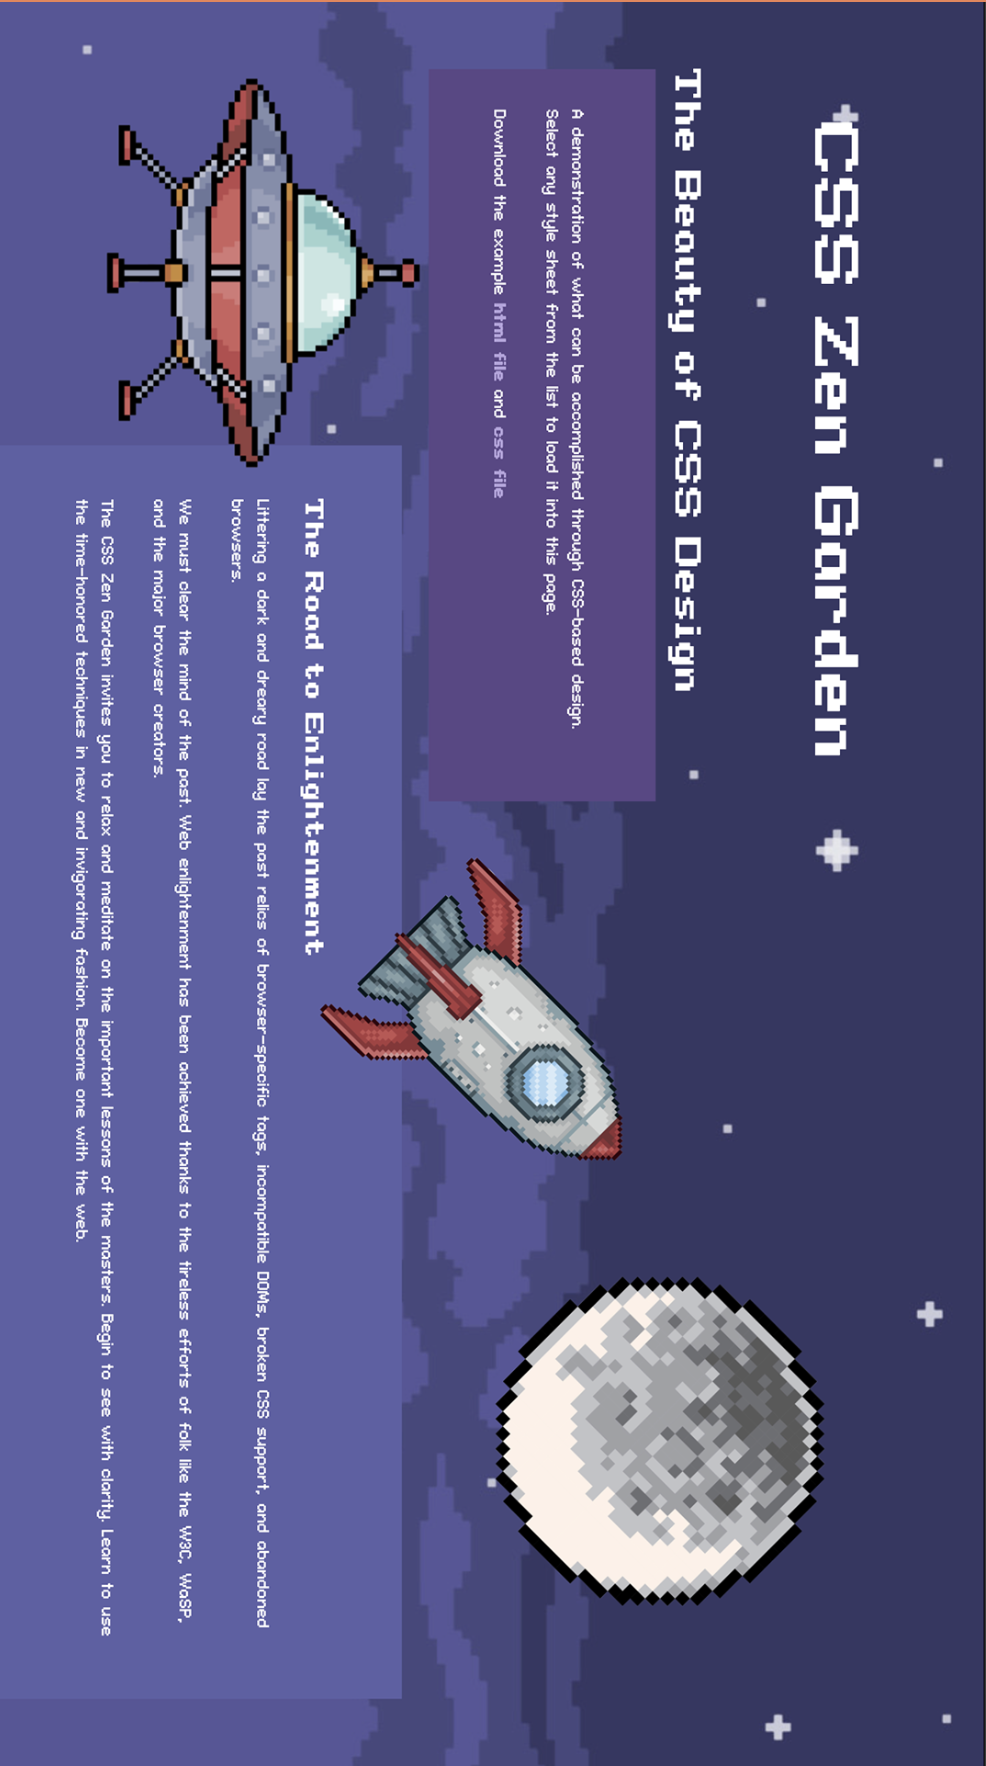 CSS Zen Garden
The Beauty of CSS Design
A demonstration of what can be accomplished through CSS-based design.
Select any style sheet from the list to load it into this page.
Download the example html file and css file
The Road to Enlightenment
Littering a dark and dreary road lay the past relics of browser-specific tags, incompatible DOMs, broken CSS support, and abandoned
browsers.
We must clear the mind of the past. Web enlightenment has been achieved thanks to the tireless efforts of folk like the W3C, WaSP,
and the major browser creators.
The CSS Zen Garden invites you to relax and meditate on the important lessons of the masters. Begin to see with clarity. Learn to use
the time-honored techniques in new and invigorating fashion. Become one with the web.